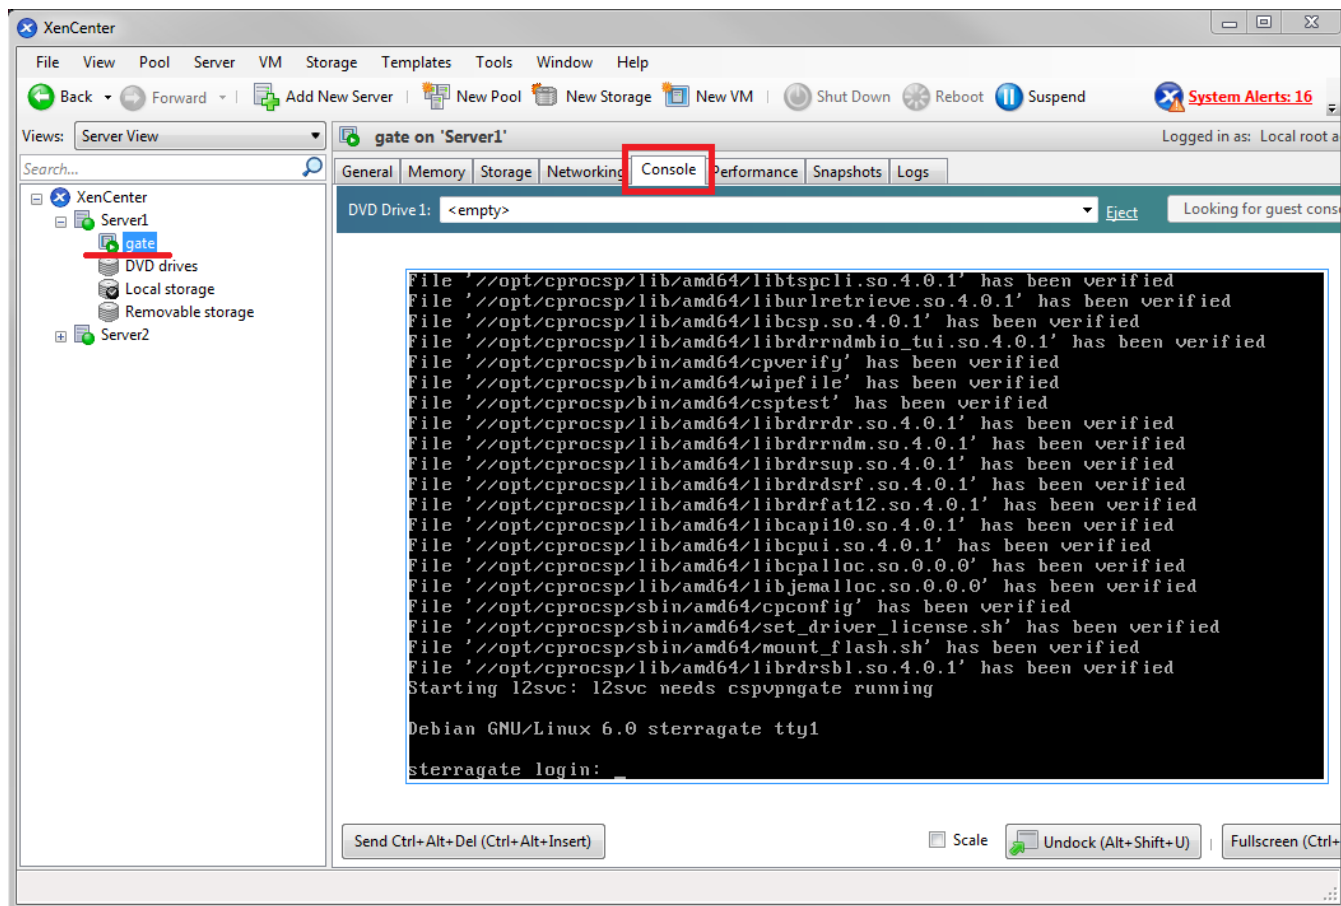 XenCenter
File View Pool Server VM Storage Templates Tools Window Help
Back Forward Add New Server New Pool New Storage New VM Shut Down Reboot Suspend System Alerts: 16
Views: Server View
gate on 'Server1' Logged in as: Local root a
Search...
General Memory Storage Networking Console Performance Snapshots Logs
XenCenter
Server1
gate
DVD drives
Local storage
Removable storage
Server2
DVD Drive 1: <empty> Eject Looking for guest conso
File '//opt/cprocsp/lib/amd64/libtspcli.so.4.0.1' has been verified
File '//opt/cprocsp/lib/amd64/liburlretrieve.so.4.0.1' has been verified
File '//opt/cprocsp/lib/amd64/libcsp.so.4.0.1' has been verified
File '//opt/cprocsp/lib/amd64/librdrrndmbio_tui.so.4.0.1' has been verified
File '//opt/cprocsp/bin/amd64/cpverify' has been verified
File '//opt/cprocsp/bin/amd64/wipefile' has been verified
File '//opt/cprocsp/bin/amd64/csptest' has been verified
File '//opt/cprocsp/lib/amd64/librdrrdr.so.4.0.1' has been verified
File '//opt/cprocsp/lib/amd64/librdrrndm.so.4.0.1' has been verified
File '//opt/cprocsp/lib/amd64/librdrsup.so.4.0.1' has been verified
File '//opt/cprocsp/lib/amd64/librdrdsrf.so.4.0.1' has been verified
File '//opt/cprocsp/lib/amd64/librdrfat12.so.4.0.1' has been verified
File '//opt/cprocsp/lib/amd64/libcapi10.so.4.0.1' has been verified
File '//opt/cprocsp/lib/amd64/libcpui.so.4.0.1' has been verified
File '//opt/cprocsp/lib/amd64/libcpalloc.so.0.0.0' has been verified
File '//opt/cprocsp/lib/amd64/libjemalloc.so.0.0.0' has been verified
File '//opt/cprocsp/sbin/amd64/cpconfig' has been verified
File '//opt/cprocsp/sbin/amd64/set_driver_license.sh' has been verified
File '//opt/cprocsp/sbin/amd64/mount_flash.sh' has been verified
File '//opt/cprocsp/lib/amd64/librdrsbl.so.4.0.1' has been verified
Starting l2svc: l2svc needs cspvpngate running
Debian GNU/Linux 6.0 sterragate tty1
sterragate login: _
Send Ctrl+Alt+Del (Ctrl+Alt+Insert) Scale Undock (Alt+Shift+U) Fullscreen (Ctrl+